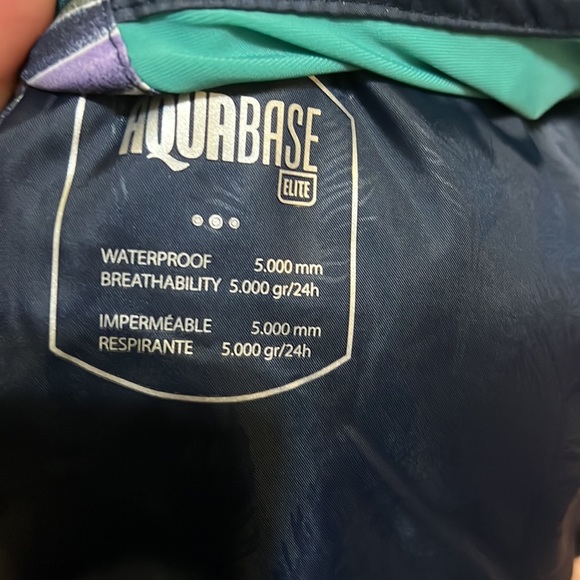 AQUABASE
ELITE
WATERPROOF 5.000 mm
BREATHABILITY 5.000 gr/24h
IMPERMÉABLE 5.000 mm
RESPIRANTE 5.000 gr/24h